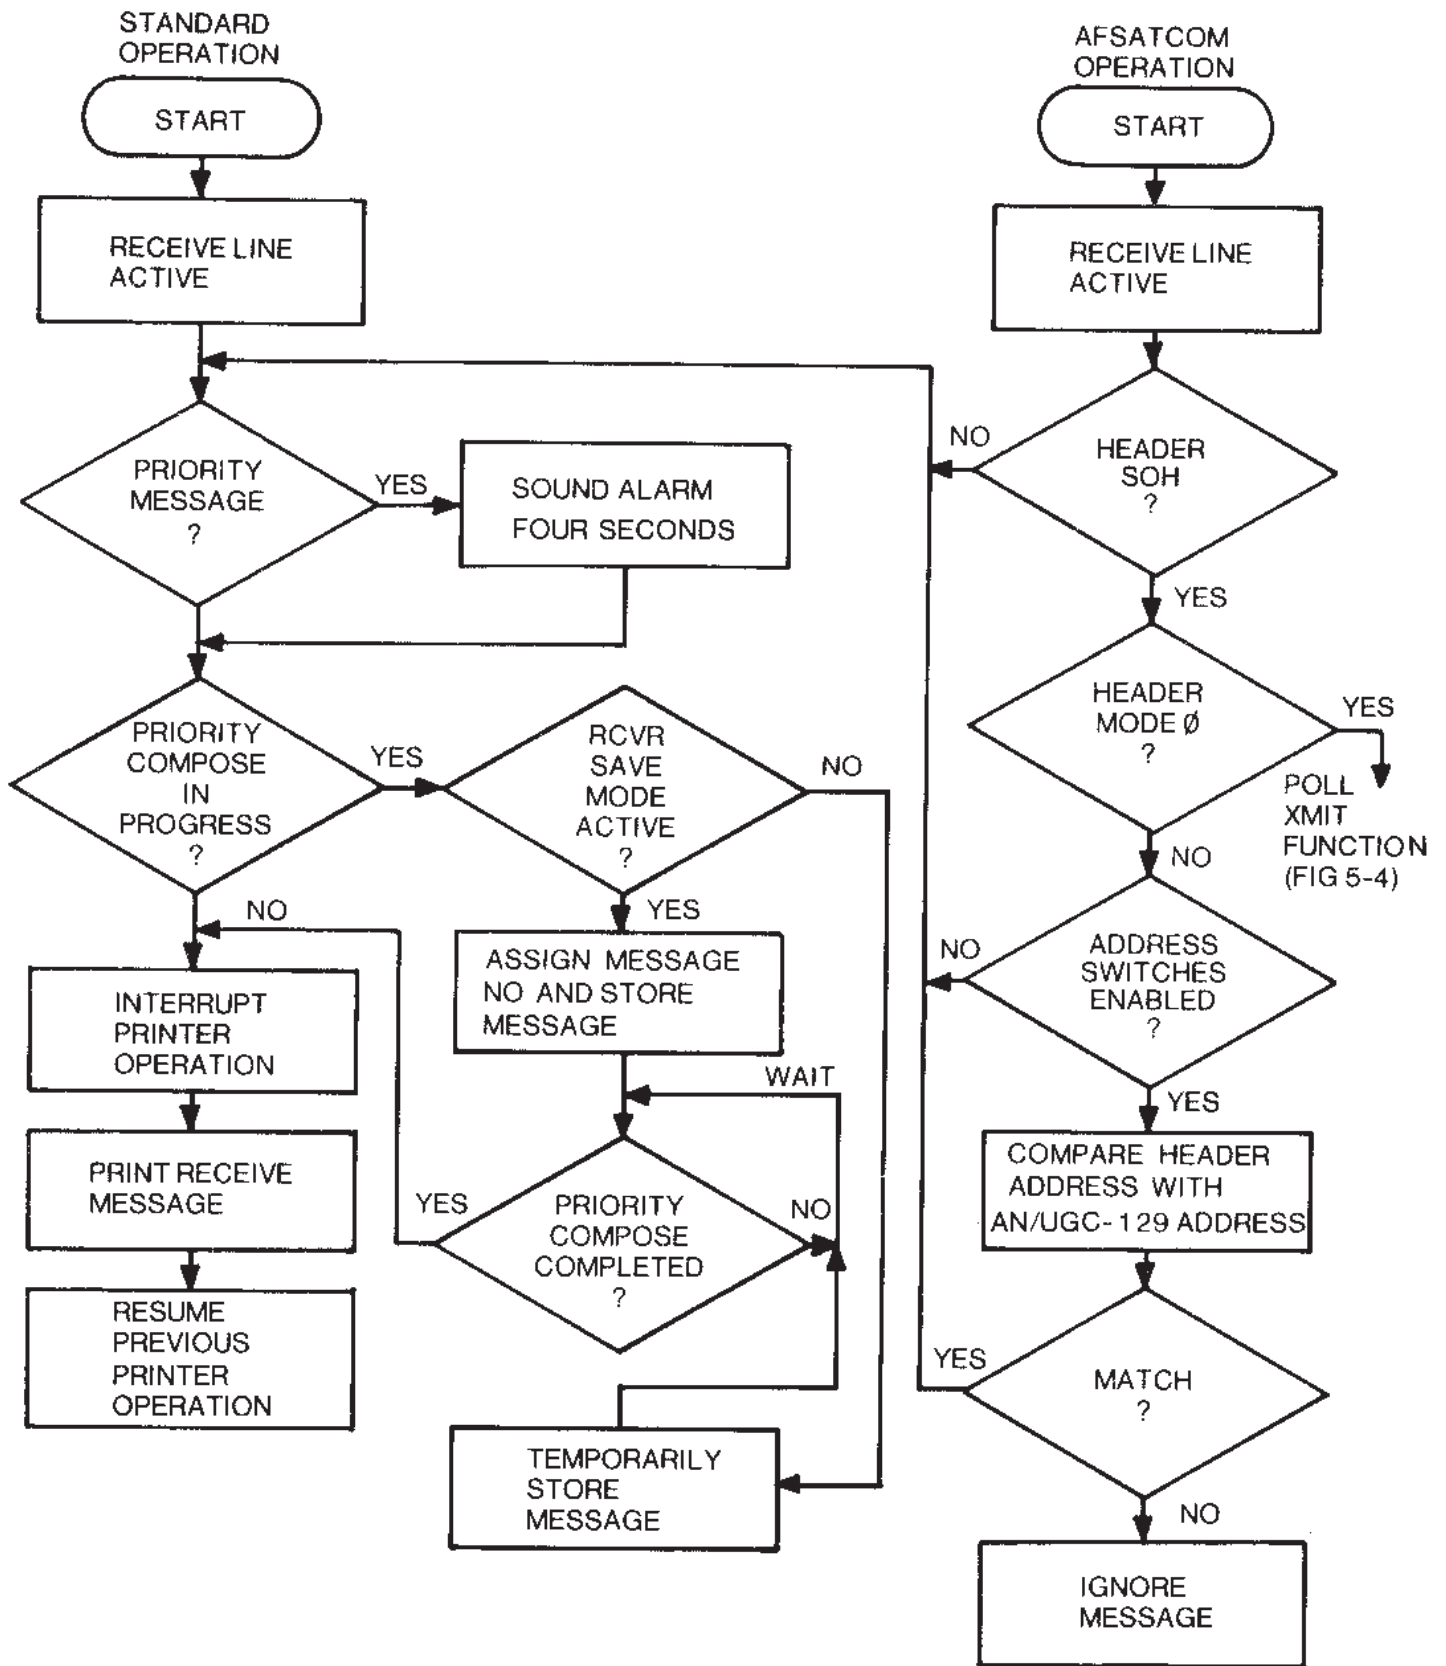 STANDARD
OPERATION
START
RECEIVE LINE
ACTIVE
PRIORITY
MESSAGE
?
YES
SOUND ALARM
FOUR SECONDS
PRIORITY
COMPOSE
IN
PROGRESS
?
YES
NO
RCVR
SAVE
MODE
ACTIVE
?
NO
YES
ASSIGN MESSAGE
NO AND STORE
MESSAGE
WAIT
INTERRUPT
PRINTER
OPERATION
PRINT RECEIVE
MESSAGE
RESUME
PREVIOUS
PRINTER
OPERATION
YES
PRIORITY
COMPOSE
COMPLETED
?
NO
TEMPORARILY
STORE
MESSAGE
AFSATCOM
OPERATION
START
RECEIVE LINE
ACTIVE
NO
HEADER
SOH
?
YES
HEADER
MODE Ø
?
YES
POLL
XMIT
FUNCTION
(FIG 5-4)
NO
NO
ADDRESS
SWITCHES
ENABLED
?
YES
COMPARE HEADER
ADDRESS WITH
AN/UGC-129 ADDRESS
YES
MATCH
?
NO
IGNORE
MESSAGE